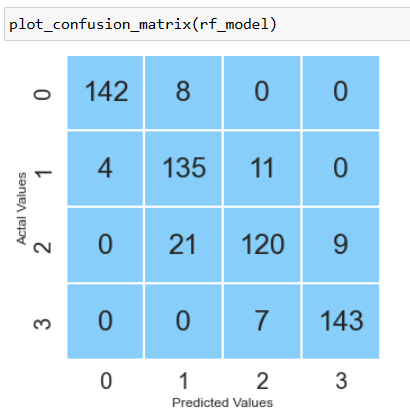 plot_confusion_matrix(rf_model)
0 142 8 0 0
1 4 135 11 0
2 0 21 120 9
3 0 0 7 143
Actal Values
0 1 2 3
Predicted Values